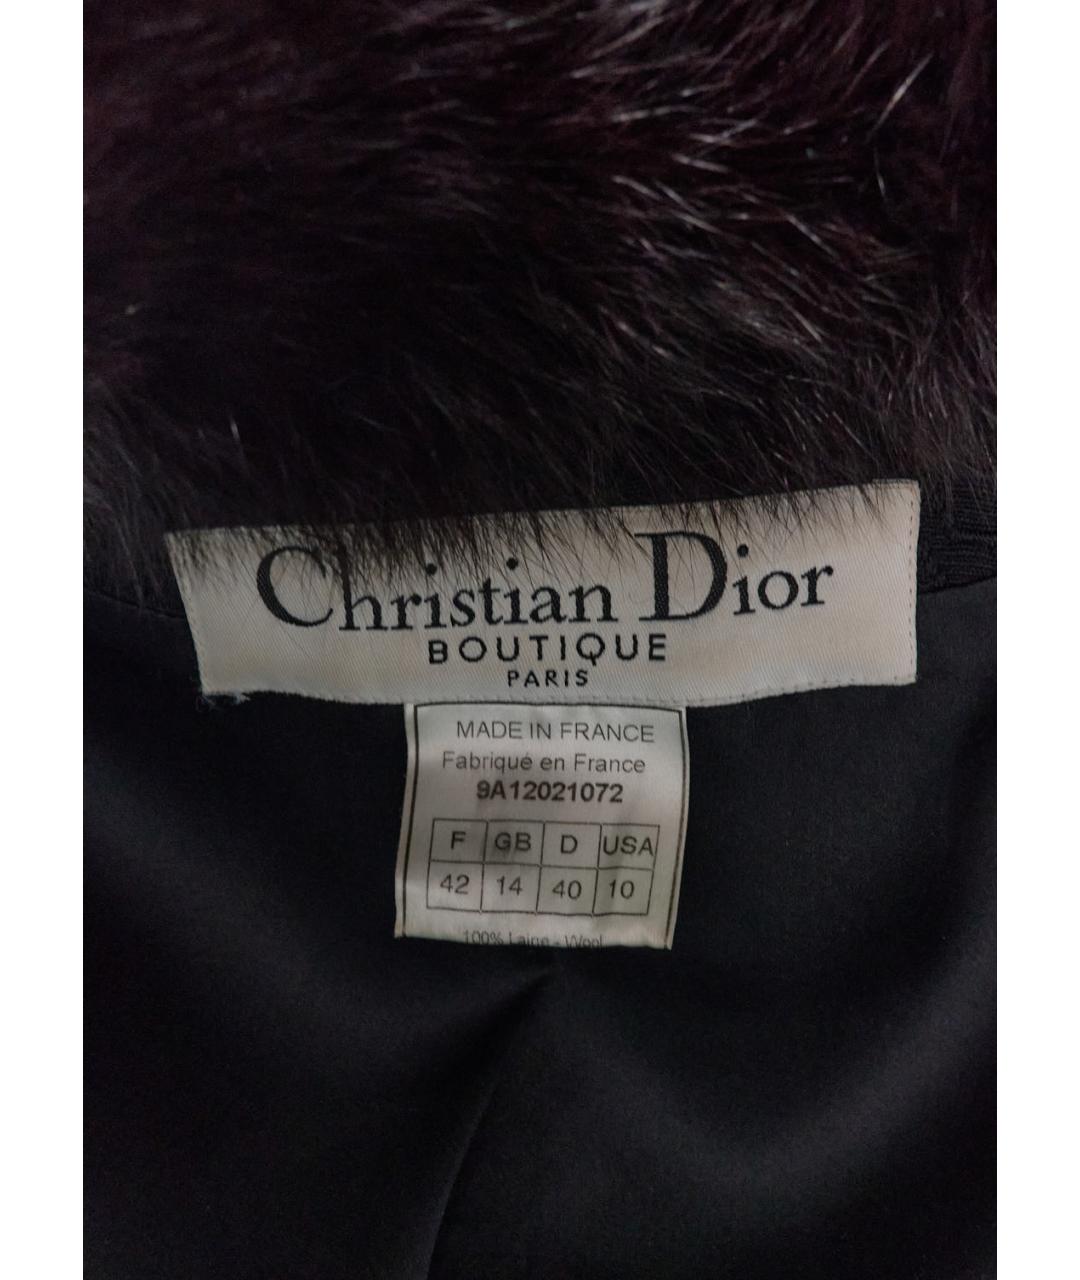 Christian Dior
BOUTIQUE
PARIS
MADE IN FRANCE
Fabriqué en France
9A12021072
F GB D USA
42 14 40 10
100% Laine - Wool